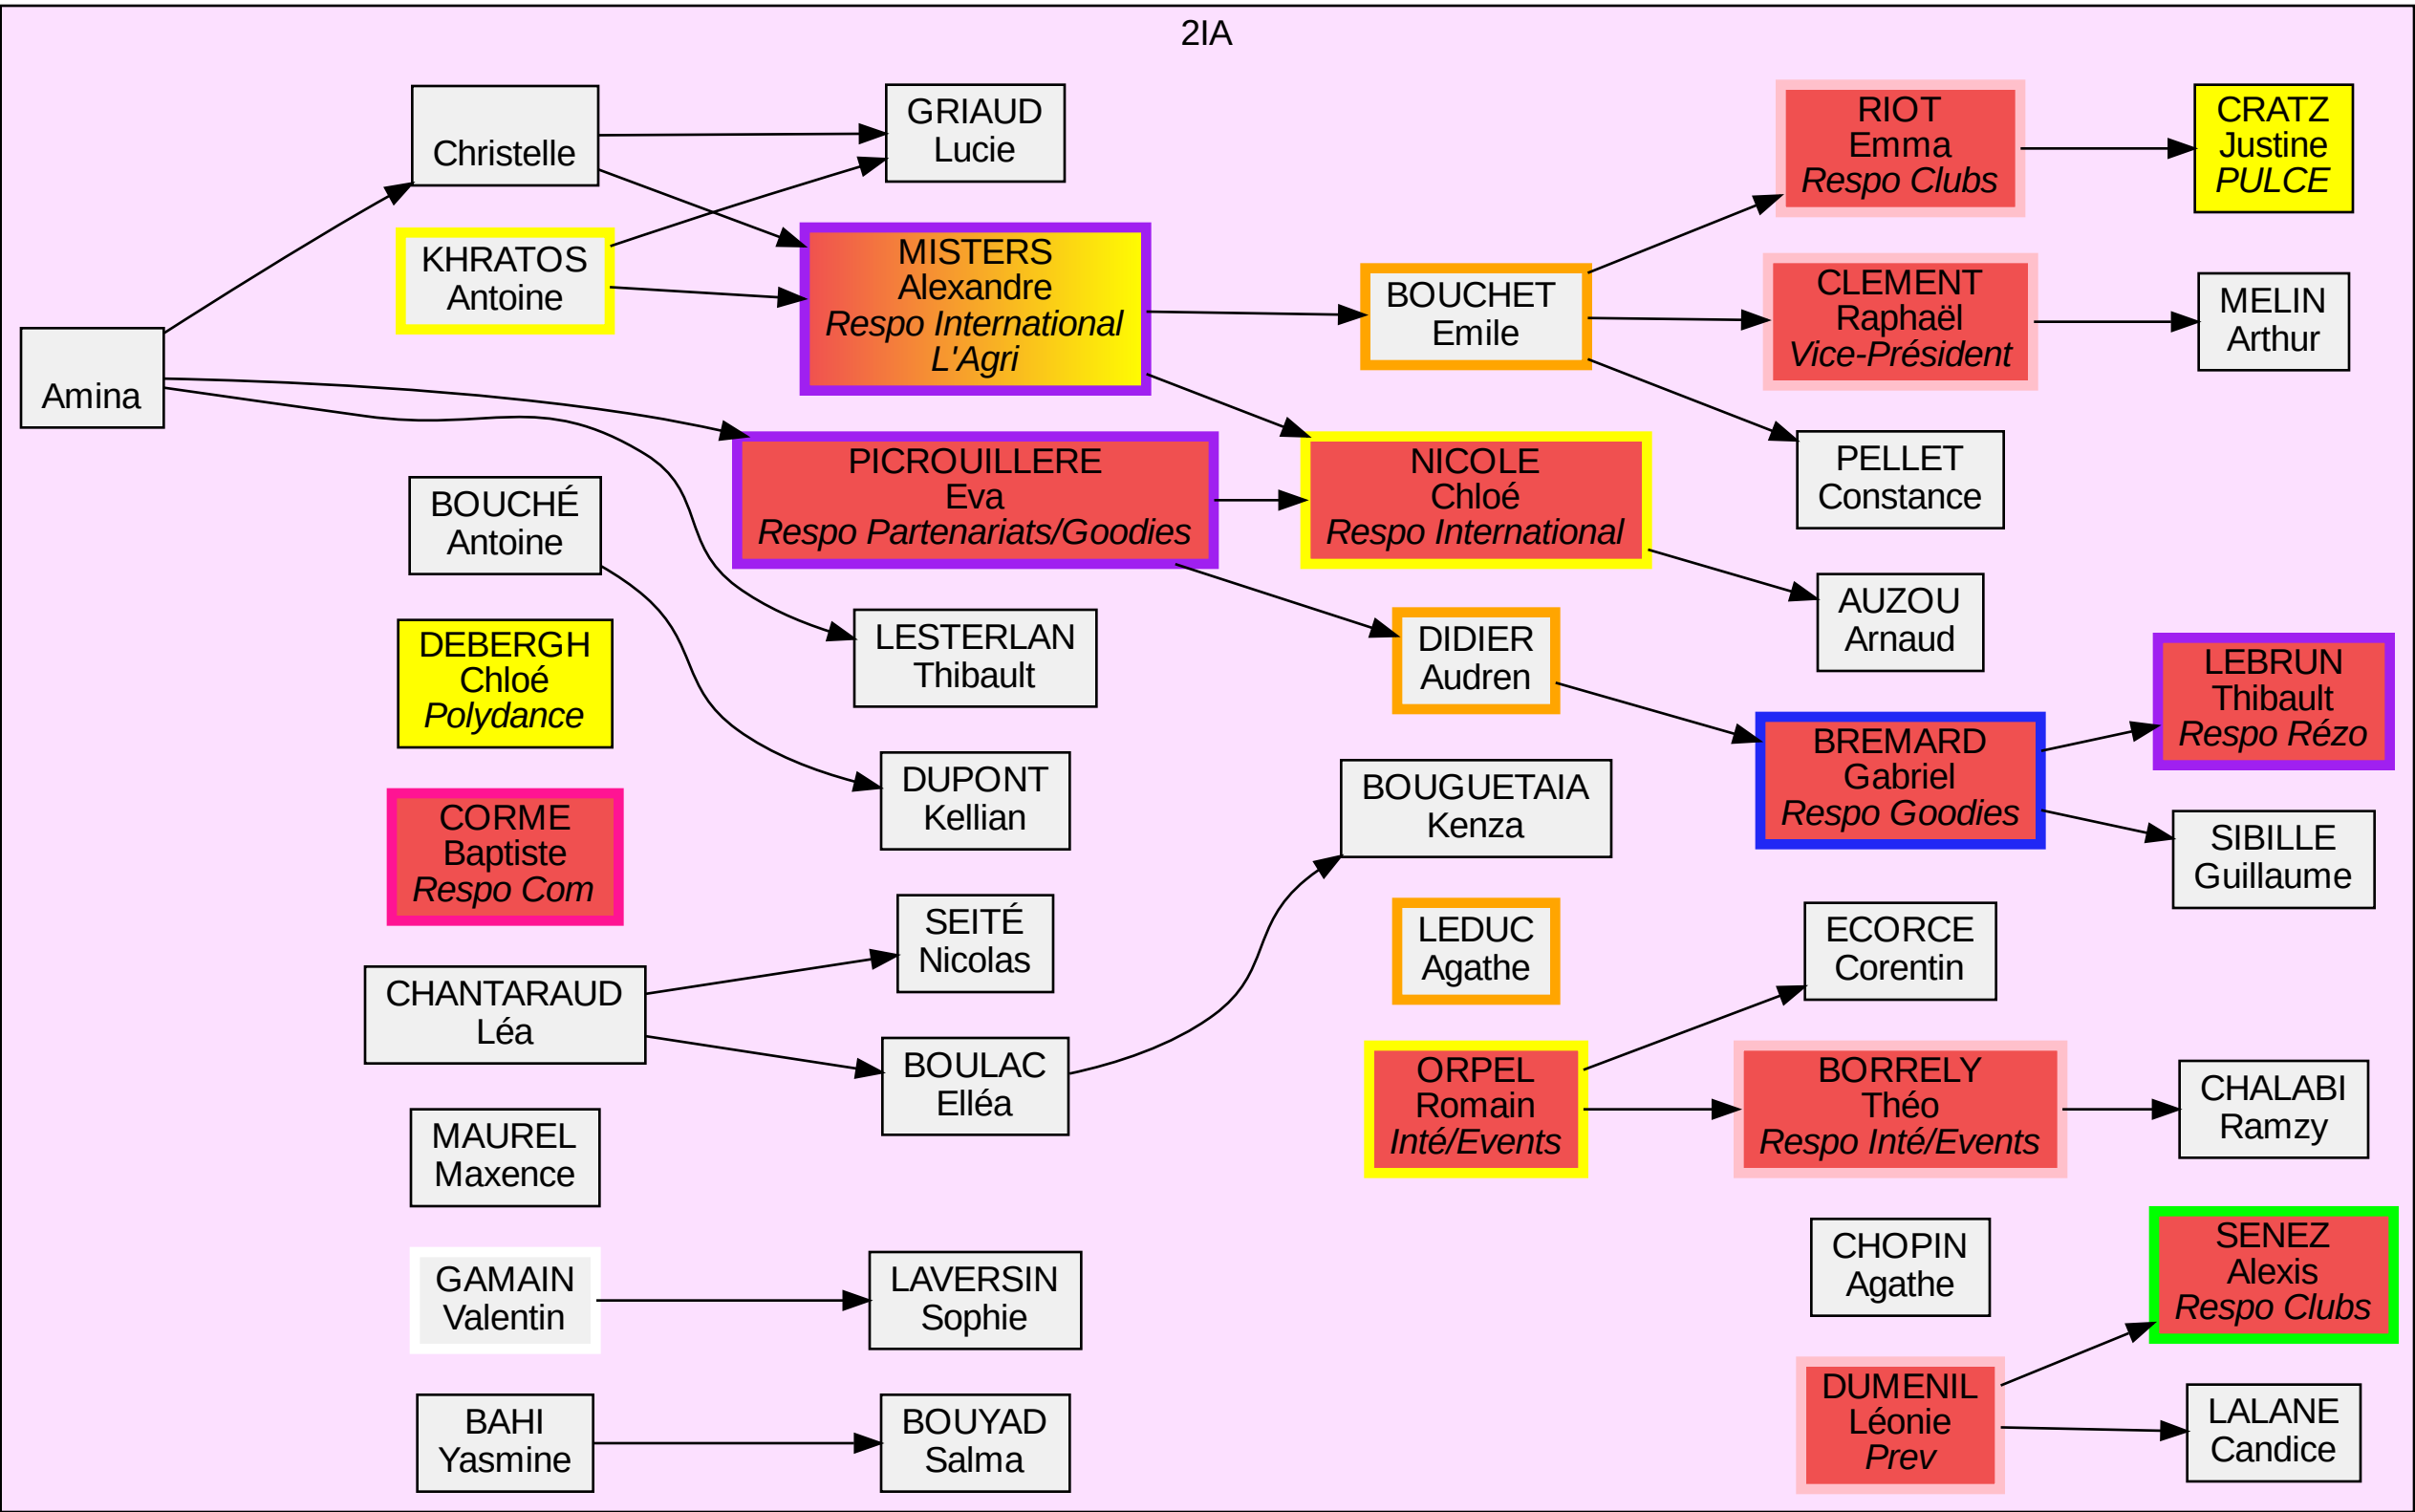 2IA
Amina
Christelle
KHRATOS
Antoine
BOUCHÉ
Antoine
DEBERGH
Chloé
Polydance
CORME
Baptiste
Respo Com
CHANTARAUD
Léa
MAUREL
Maxence
GAMAIN
Valentin
BAHI
Yasmine
GRIAUD
Lucie
MISTERS
Alexandre
Respo International
L'Agri
PICROUILLERE
Eva
Respo Partenariats/Goodies
LESTERLAN
Thibault
DUPONT
Kellian
SEITÉ
Nicolas
BOULAC
Elléa
LAVERSIN
Sophie
BOUYAD
Salma
BOUCHET
Emile
NICOLE
Chloé
Respo International
DIDIER
Audren
BOUGUETAIA
Kenza
LEDUC
Agathe
ORPEL
Romain
Inté/Events
RIOT
Emma
Respo Clubs
CLEMENT
Raphaël
Vice-Président
PELLET
Constance
AUZOU
Arnaud
BREMARD
Gabriel
Respo Goodies
ECORCE
Corentin
BORRELY
Théo
Respo Inté/Events
CHOPIN
Agathe
DUMENIL
Léonie
Prev
CRATZ
Justine
PULCE
MELIN
Arthur
LEBRUN
Thibault
Respo Rézo
SIBILLE
Guillaume
CHALABI
Ramzy
SENEZ
Alexis
Respo Clubs
LALANE
Candice